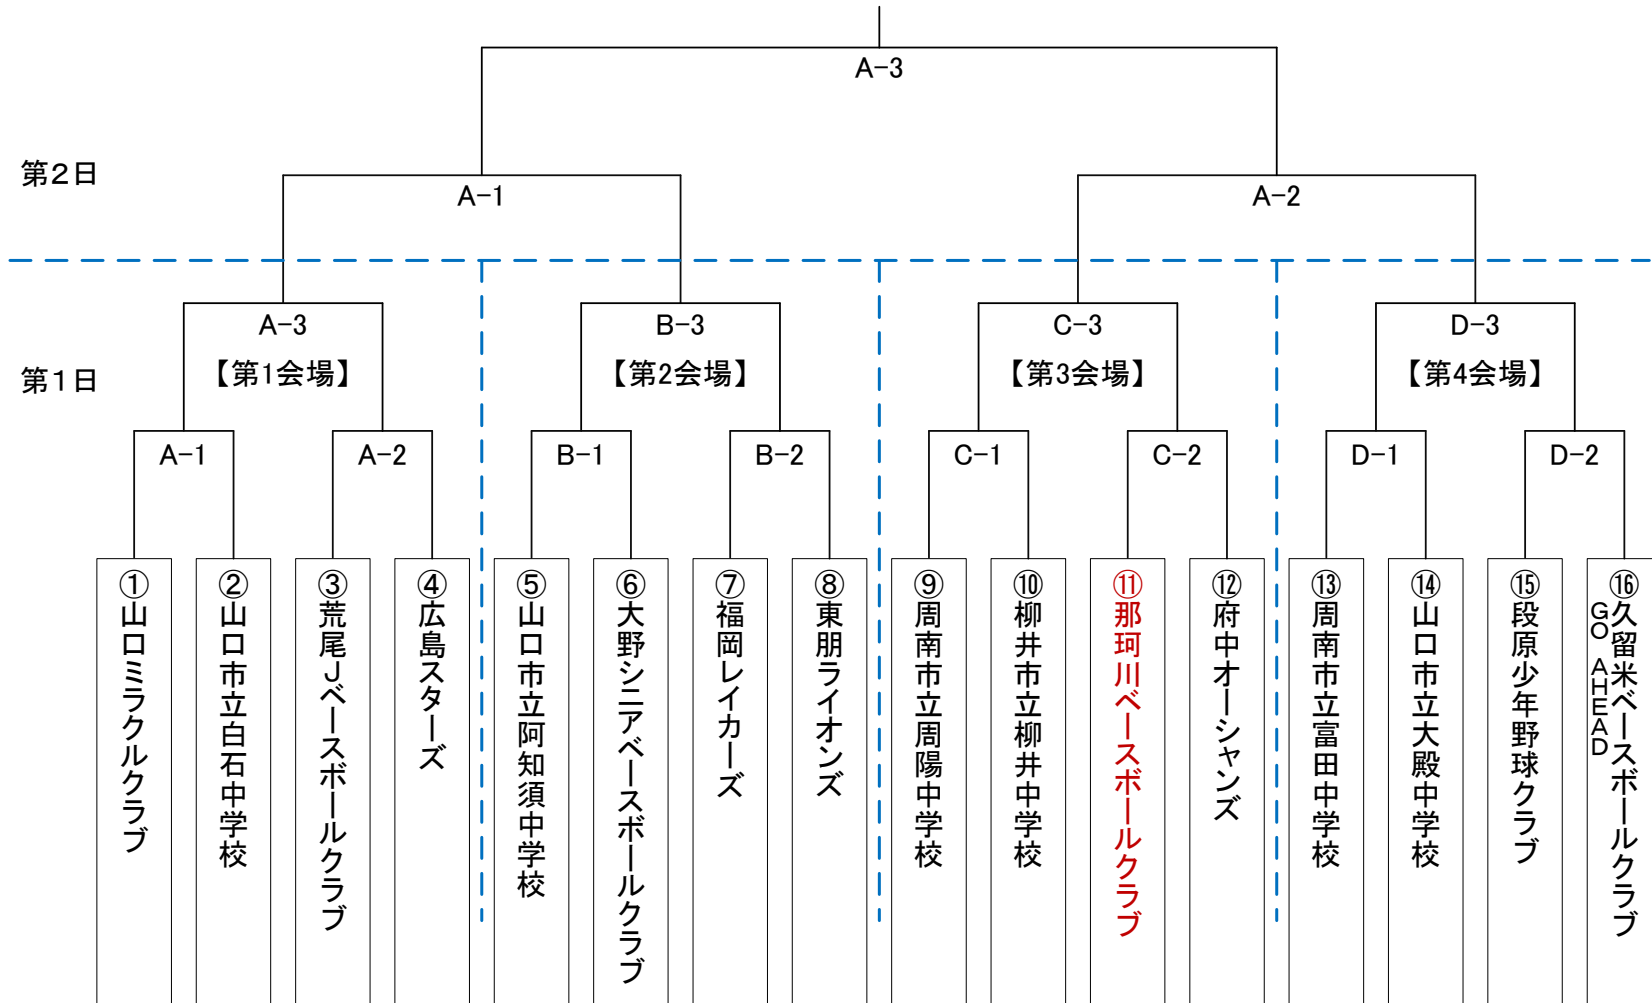 A-3
第2日
A-1
A-2
A-3
B-3
C-3
D-3
第1日
【第1会場】
【第2会場】
【第3会場】
【第4会場】
A-1
A-2
B-1
B-2
C-1
C-2
D-1
D-2
①山口ミラクルクラブ
②山口市立白石中学校
③荒尾Jベースボールクラブ
④広島スターズ
⑤山口市立阿知須中学校
⑥大野シニアベースボールクラブ
⑦福岡レイカーズ
⑧東朋ライオンズ
⑨周南市立周陽中学校
⑩柳井市立柳井中学校
⑪那珂川ベースボールクラブ
⑫府中オーシャンズ
⑬周南市立富田中学校
⑭山口市立大殿中学校
⑮段原少年野球クラブ
⑯久留米ベースボールクラブ
GO AHEAD